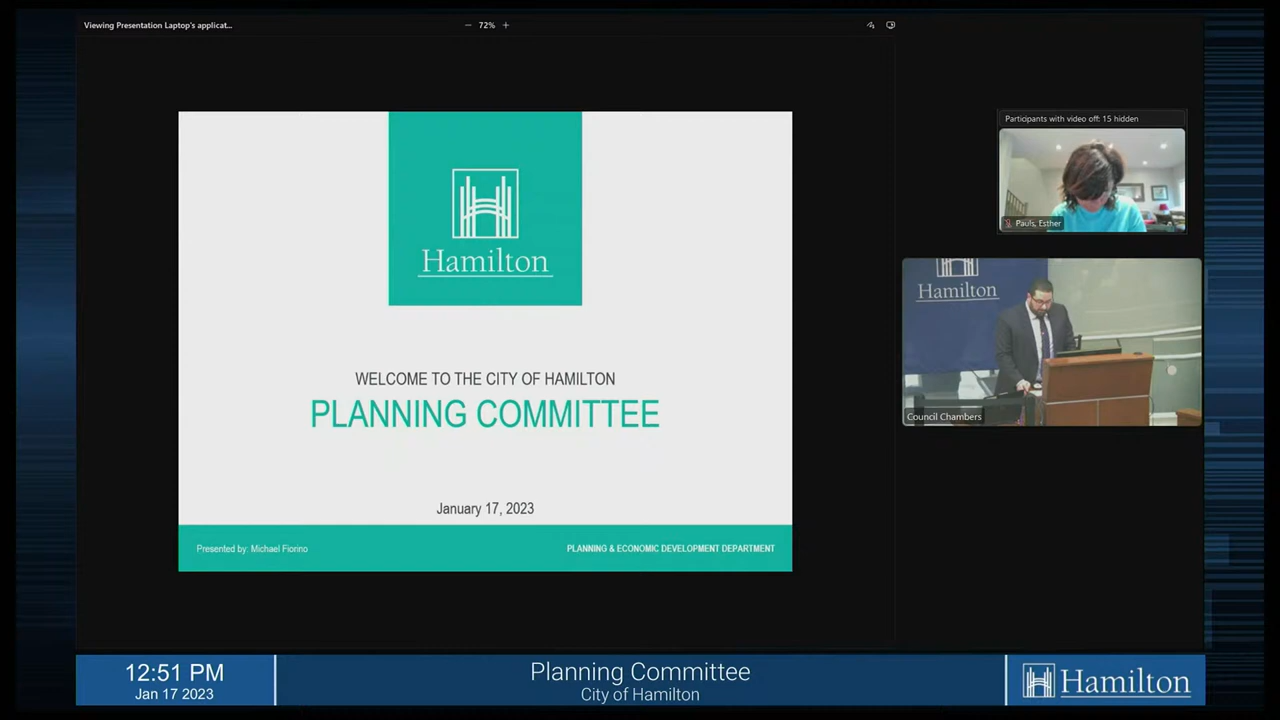 Viewing Presentation Laptop's applicat...
72%
Participants with video off: 15 hidden
Pauls, Esther
Hamilton
Council Chambers
Hamilton
WELCOME TO THE CITY OF HAMILTON
PLANNING COMMITTEE
January 17, 2023
Presented by: Michael Fiorino
PLANNING & ECONOMIC DEVELOPMENT DEPARTMENT
12:51 PM
Jan 17 2023
Planning Committee
City of Hamilton
Hamilton